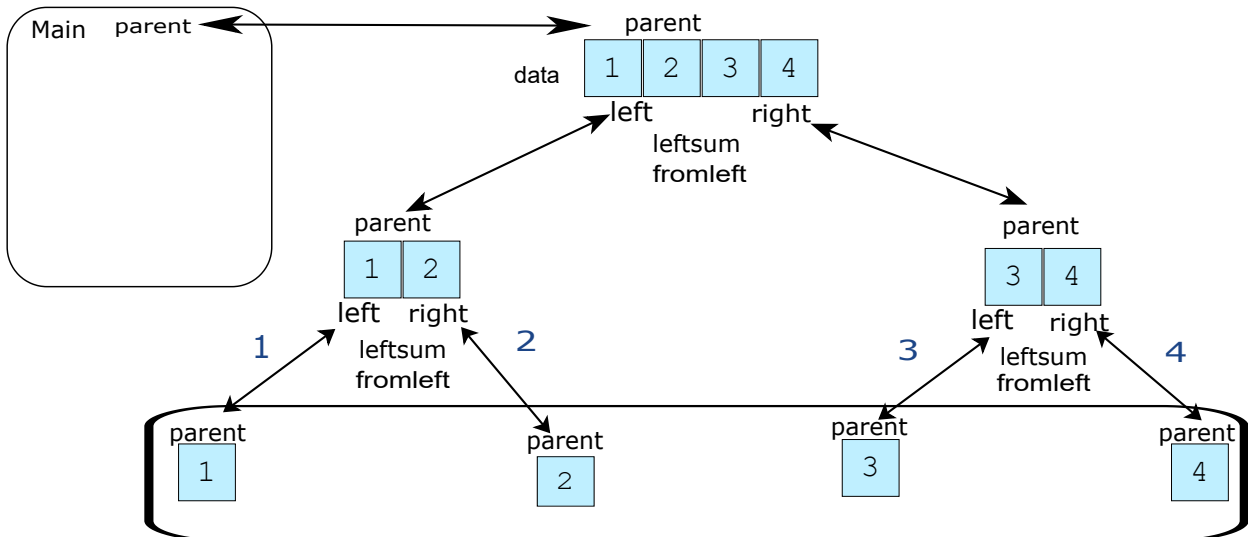 Main parent
parent
data 1 2 3 4
left right
leftsum
fromleft
parent
1 2
left right
leftsum
fromleft
parent
3 4
left right
leftsum
fromleft
1 2 3 4
parent
1
parent
2
parent
3
parent
4